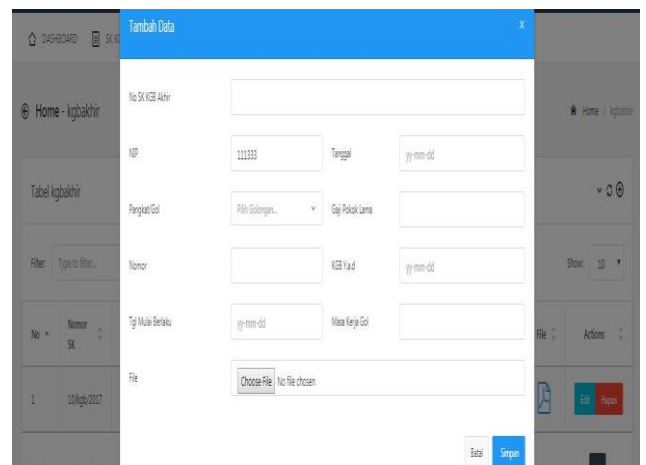 Tambah Data x
DASHBOARD SK KG
No SK KGB Akhir
Home - kgbakhir Home / kgbakhir
NIP 111333 Tanggal yy-mm-dd
Tabel kgbakhir
Pangkat/Gol Pilih Golongan... Gaji Pokok Lama
Filter: Type to filter... Nomor KGB Y.a.d yy-mm-dd Show: 10
No Nomor SK Tgl Mulai Berlaku yy-mm-dd Masa Kerja Gol File Actions
File Choose File No file chosen
1 10/kgb/2017 Edit Hapus
Batal Simpan